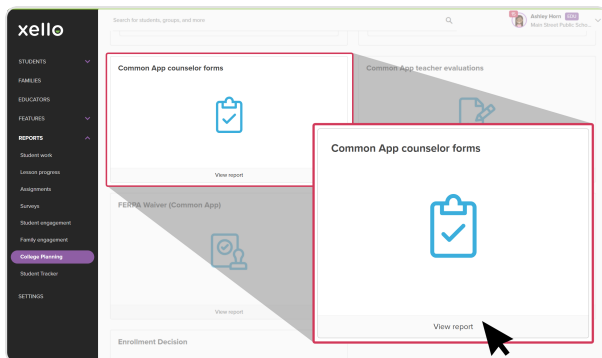 xello
Search for students, groups, and more
Ashley Horn EDU
Main Street Public Scho...
STUDENTS
FAMILIES
EDUCATORS
FEATURES
REPORTS
Student work
Lesson progress
Assignments
Surveys
Student engagement
Family engagement
College Planning
Student Tracker
SETTINGS
Common App counselor forms
View report
Common App teacher evaluations
Common App counselor forms
View report
FERPA Waiver (Common App)
View report
Enrollment Decision